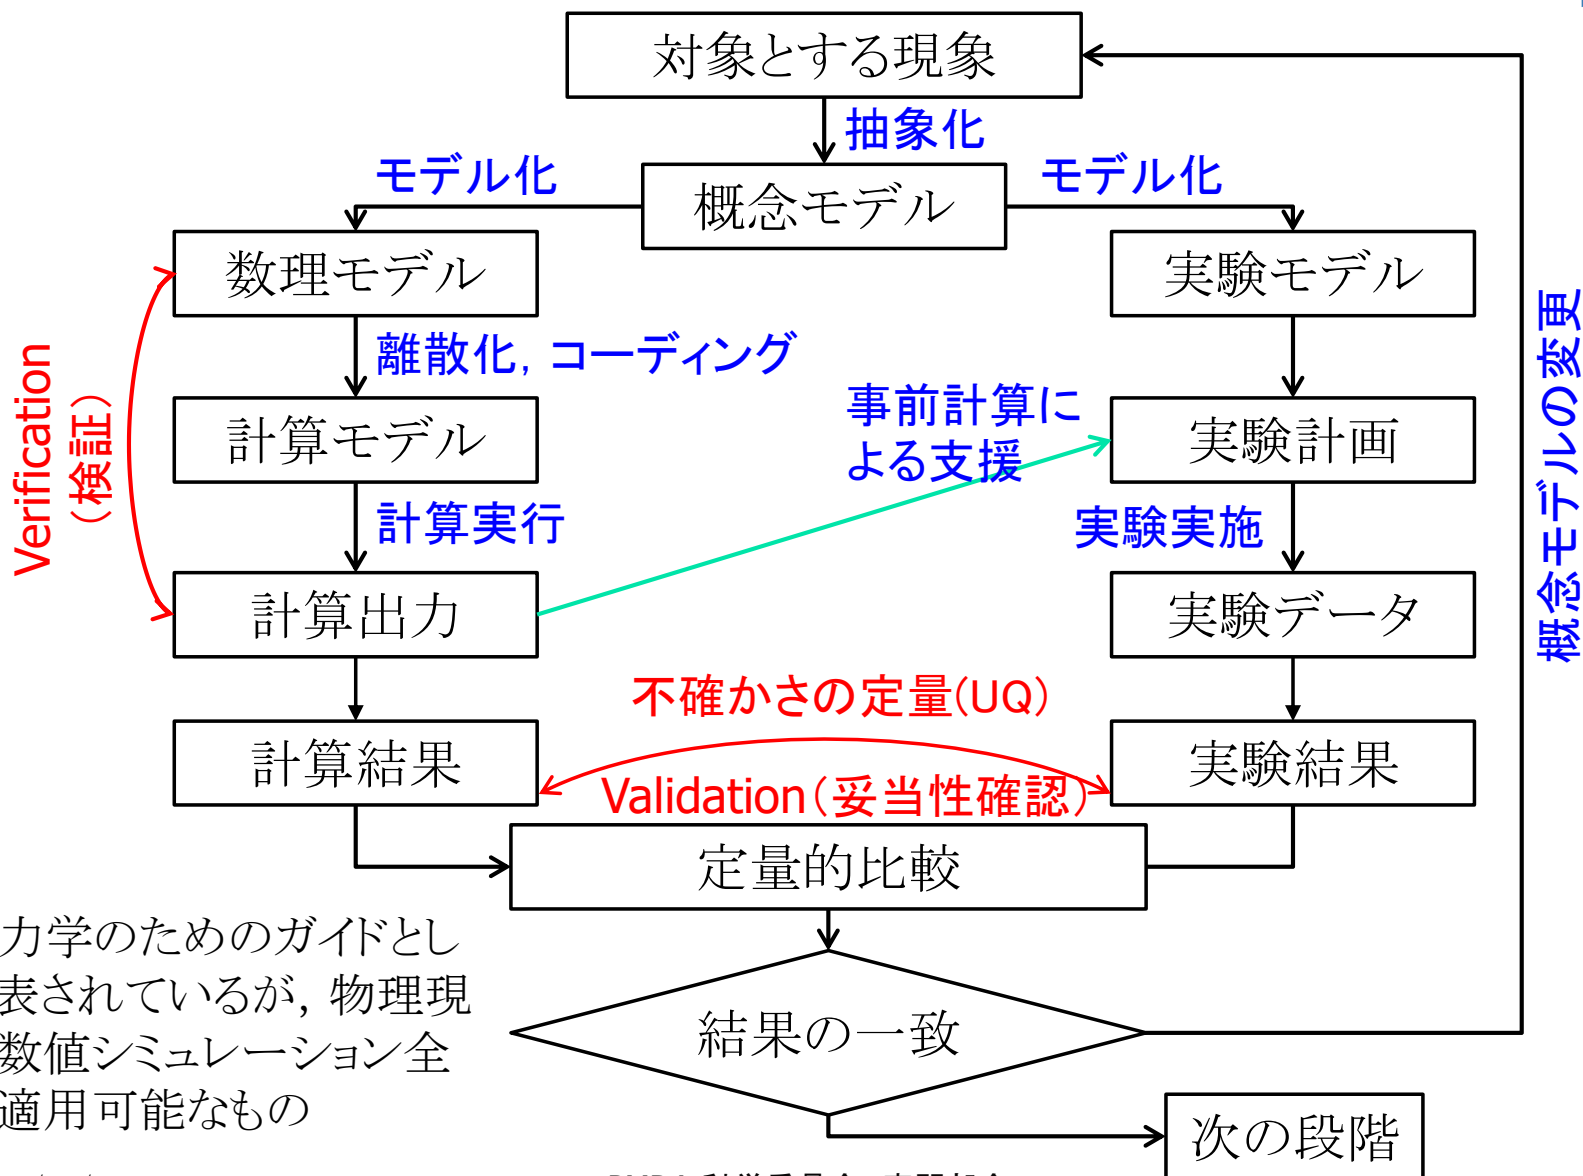 対象とする現象
抽象化
モデル化
概念モデル
モデル化
数理モデル
実験モデル
離散化, コーディング
事前計算に
よる支援
計算モデル
実験計画
Verification
（検証）
計算実行
実験実施
概念モデルの変更
計算出力
実験データ
不確かさの定量(UQ)
計算結果
実験結果
Validation（妥当性確認）
定量的比較
力学のためのガイドとし
表されているが, 物理現
数値シミュレーション全
適用可能なもの
結果の一致
次の段階